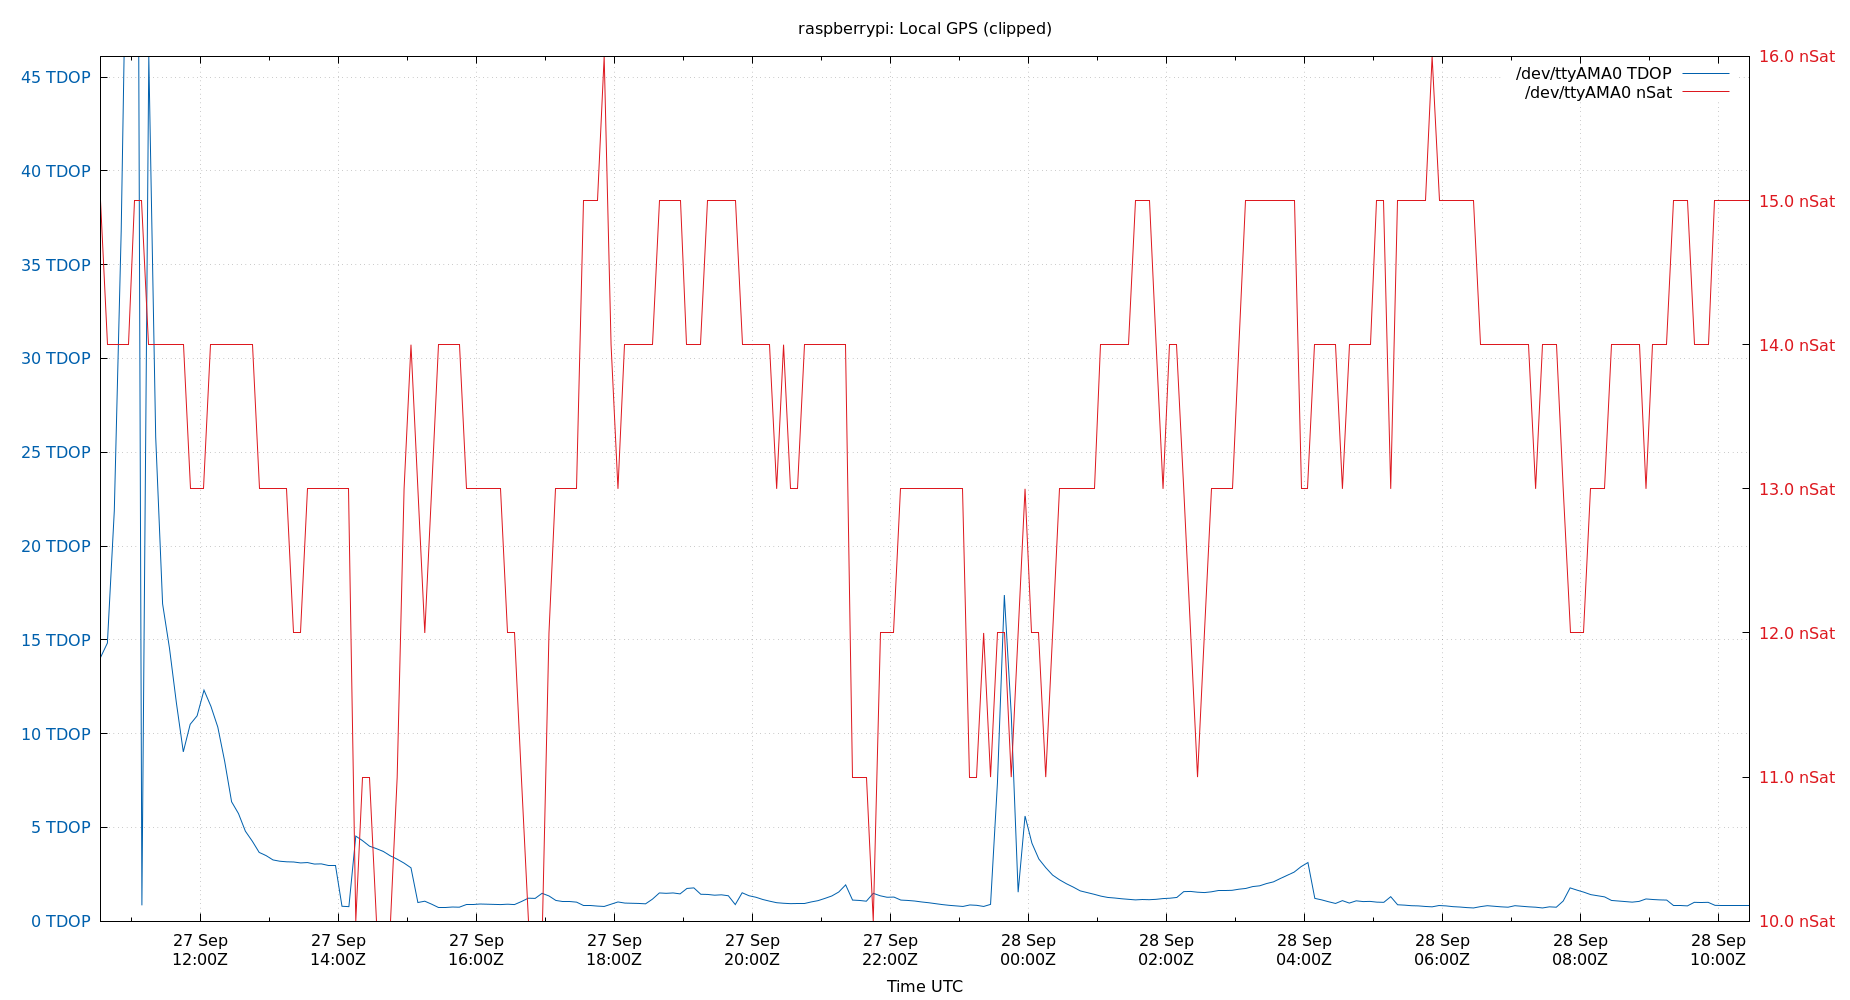 raspberrypi: Local GPS (clipped)
/dev/ttyAMA0 TDOP
/dev/ttyAMA0 nSat
45 TDOP
40 TDOP
35 TDOP
30 TDOP
25 TDOP
20 TDOP
15 TDOP
10 TDOP
5 TDOP
0 TDOP
16.0 nSat
15.0 nSat
14.0 nSat
13.0 nSat
12.0 nSat
11.0 nSat
10.0 nSat
27 Sep
12:00Z
27 Sep
14:00Z
27 Sep
16:00Z
27 Sep
18:00Z
27 Sep
20:00Z
27 Sep
22:00Z
28 Sep
00:00Z
28 Sep
02:00Z
28 Sep
04:00Z
28 Sep
06:00Z
28 Sep
08:00Z
28 Sep
10:00Z
Time UTC